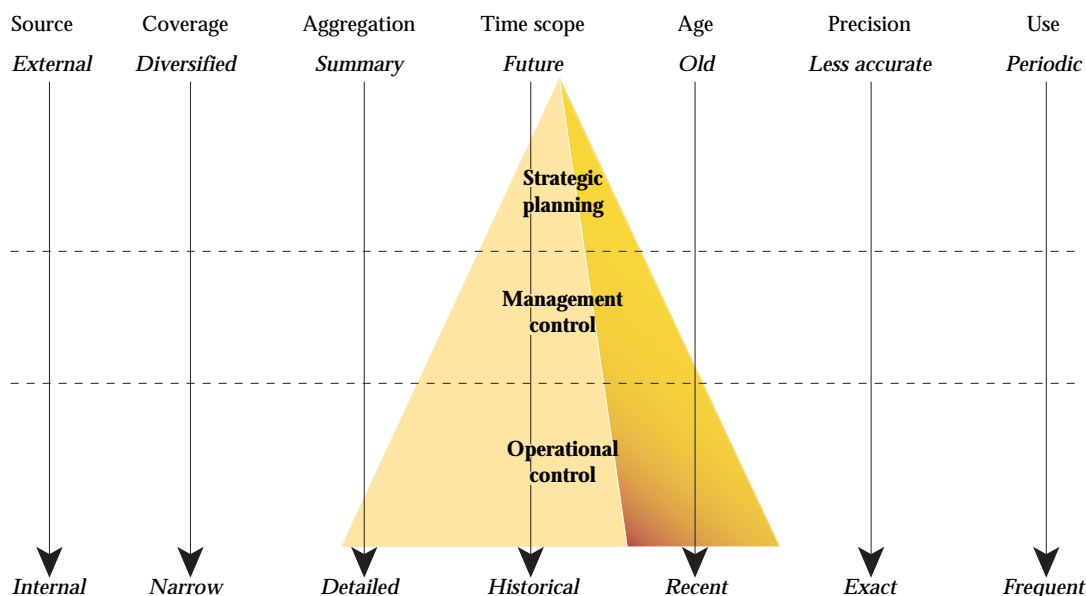 Source Coverage Aggregation Time scope Age Precision Use
External Diversified Summary Future Old Less accurate Periodic
Strategic
planning
Management
control
Operational
control
Internal Narrow Detailed Historical Recent Exact Frequent